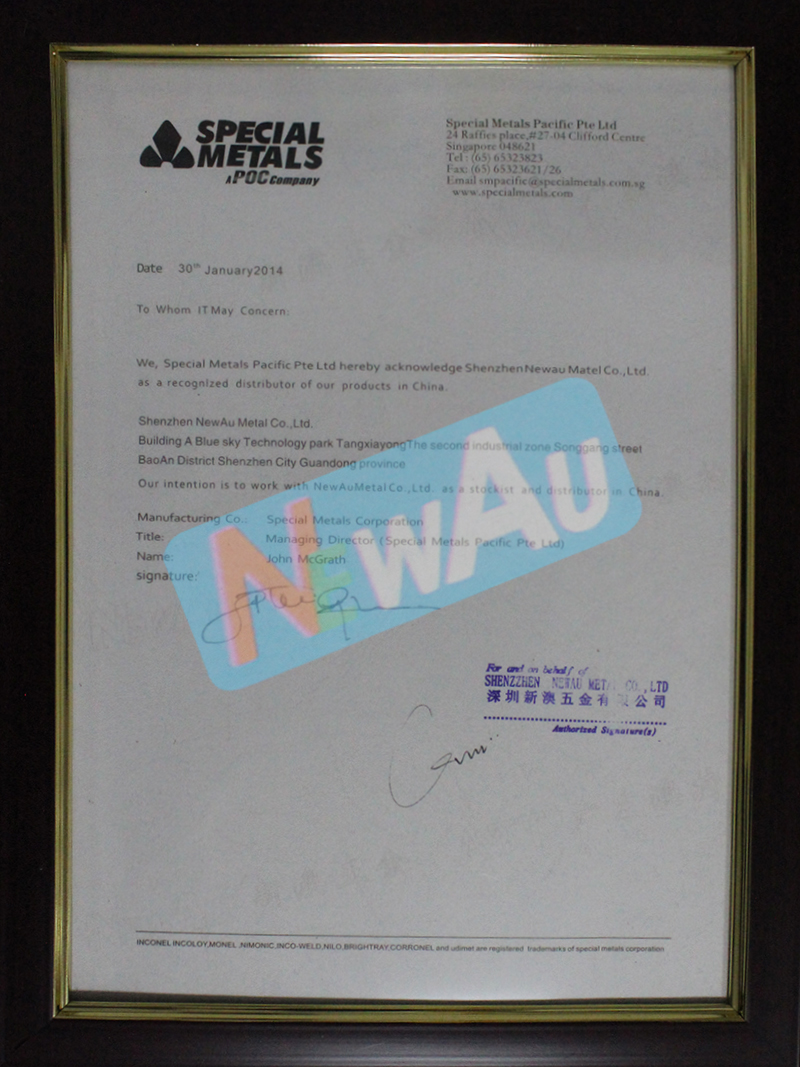 SPECIAL
METALS
A PCC Company
Special Metals Pacific Pte Ltd
24 Raffies place,#27-04 Clifford Centre
Singapore 048621
Tel : (65) 65323823
Fax: (65) 65323621/26
Email smpacific@specialmetals.com.sg
www.specialmetals.com
Date 30th January2014
To Whom IT May Concern:
We, Special Metals Pacific Pte Ltd hereby acknowledge Shenzhen Newau Matel Co.,Ltd
as a recognized distributor of our products in China.
Shenzhen NewAu Metal Co.,Ltd.
Building A Blue sky Technology park TangxiayongThe second industrial zone Songgang street
BaoAn District Shenzhen City Guandong province
Our intention is to work with NewAuMetal Co.,Ltd. as a stockist and distributor in China.
Manufacturing Co.: Special Metals Corporation
Title: Managing Director (Special Metals Pacific Pte Ltd)
Name: John McGrath
signature:
NEWAU
For and on behalf of
SHENZZHEN NEWAU METAL CO.,LTD
深圳新澳五金有限公司
Authorized Signature(s)
INCONEL,INCOLOY,MONEL ,NIMONIC,INCO-WELD,NILO,BRIGHTRAY,CORRONEL and udimet are registered trademarks of special metals corporation